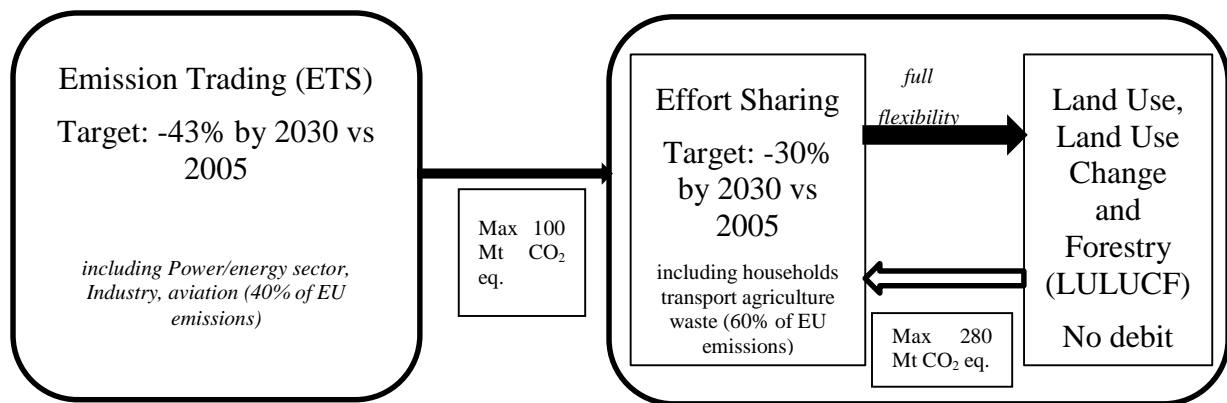 Emission Trading (ETS)
Target: -43% by 2030 vs
2005
including Power/energy sector,
Industry, aviation (40% of EU
emissions)
Max 100
Mt CO₂
eq.
Effort Sharing
Target: -30%
by 2030 vs
2005
including households
transport agriculture
waste (60% of EU
emissions)
full
flexibility
Max 280
Mt CO₂ eq.
Land Use,
Land Use
Change
and
Forestry
(LULUCF)
No debit